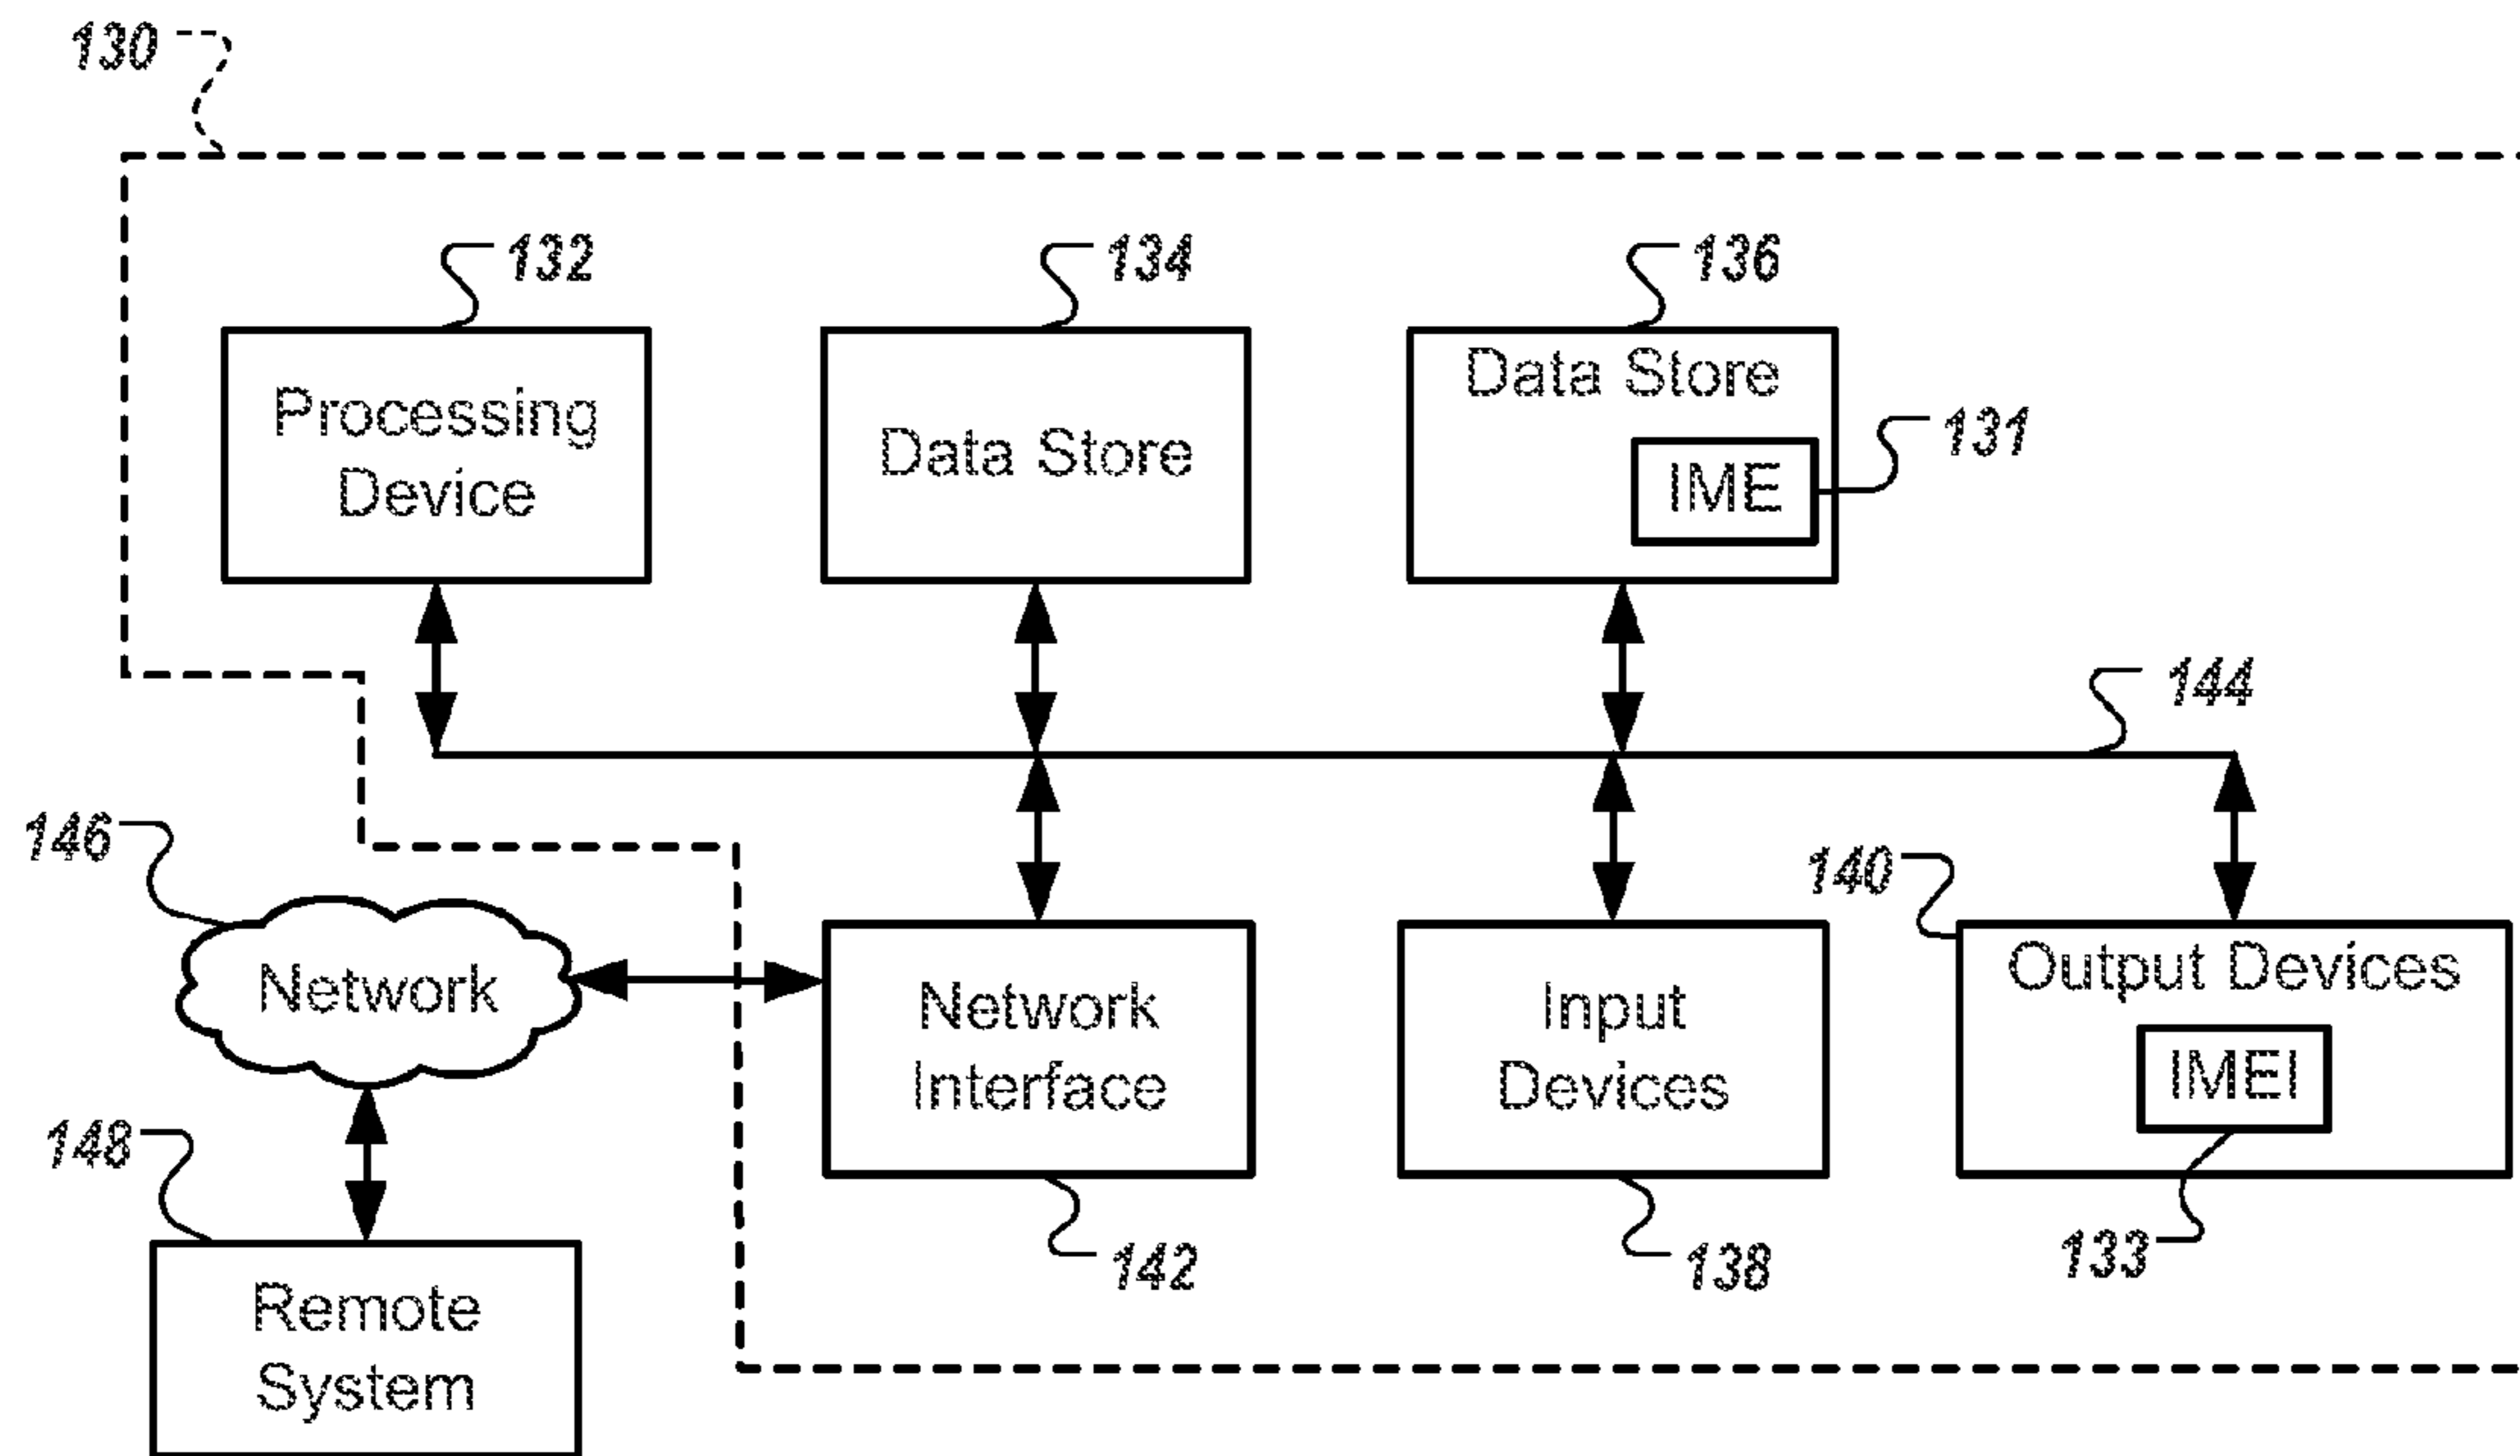 130
132
134
136
Processing
Device
Data Store
Data Store
IME
131
144
146
140
Network
Network
Interface
Input
Devices
Output Devices
IMEI
148
142
138
133
Remote
System